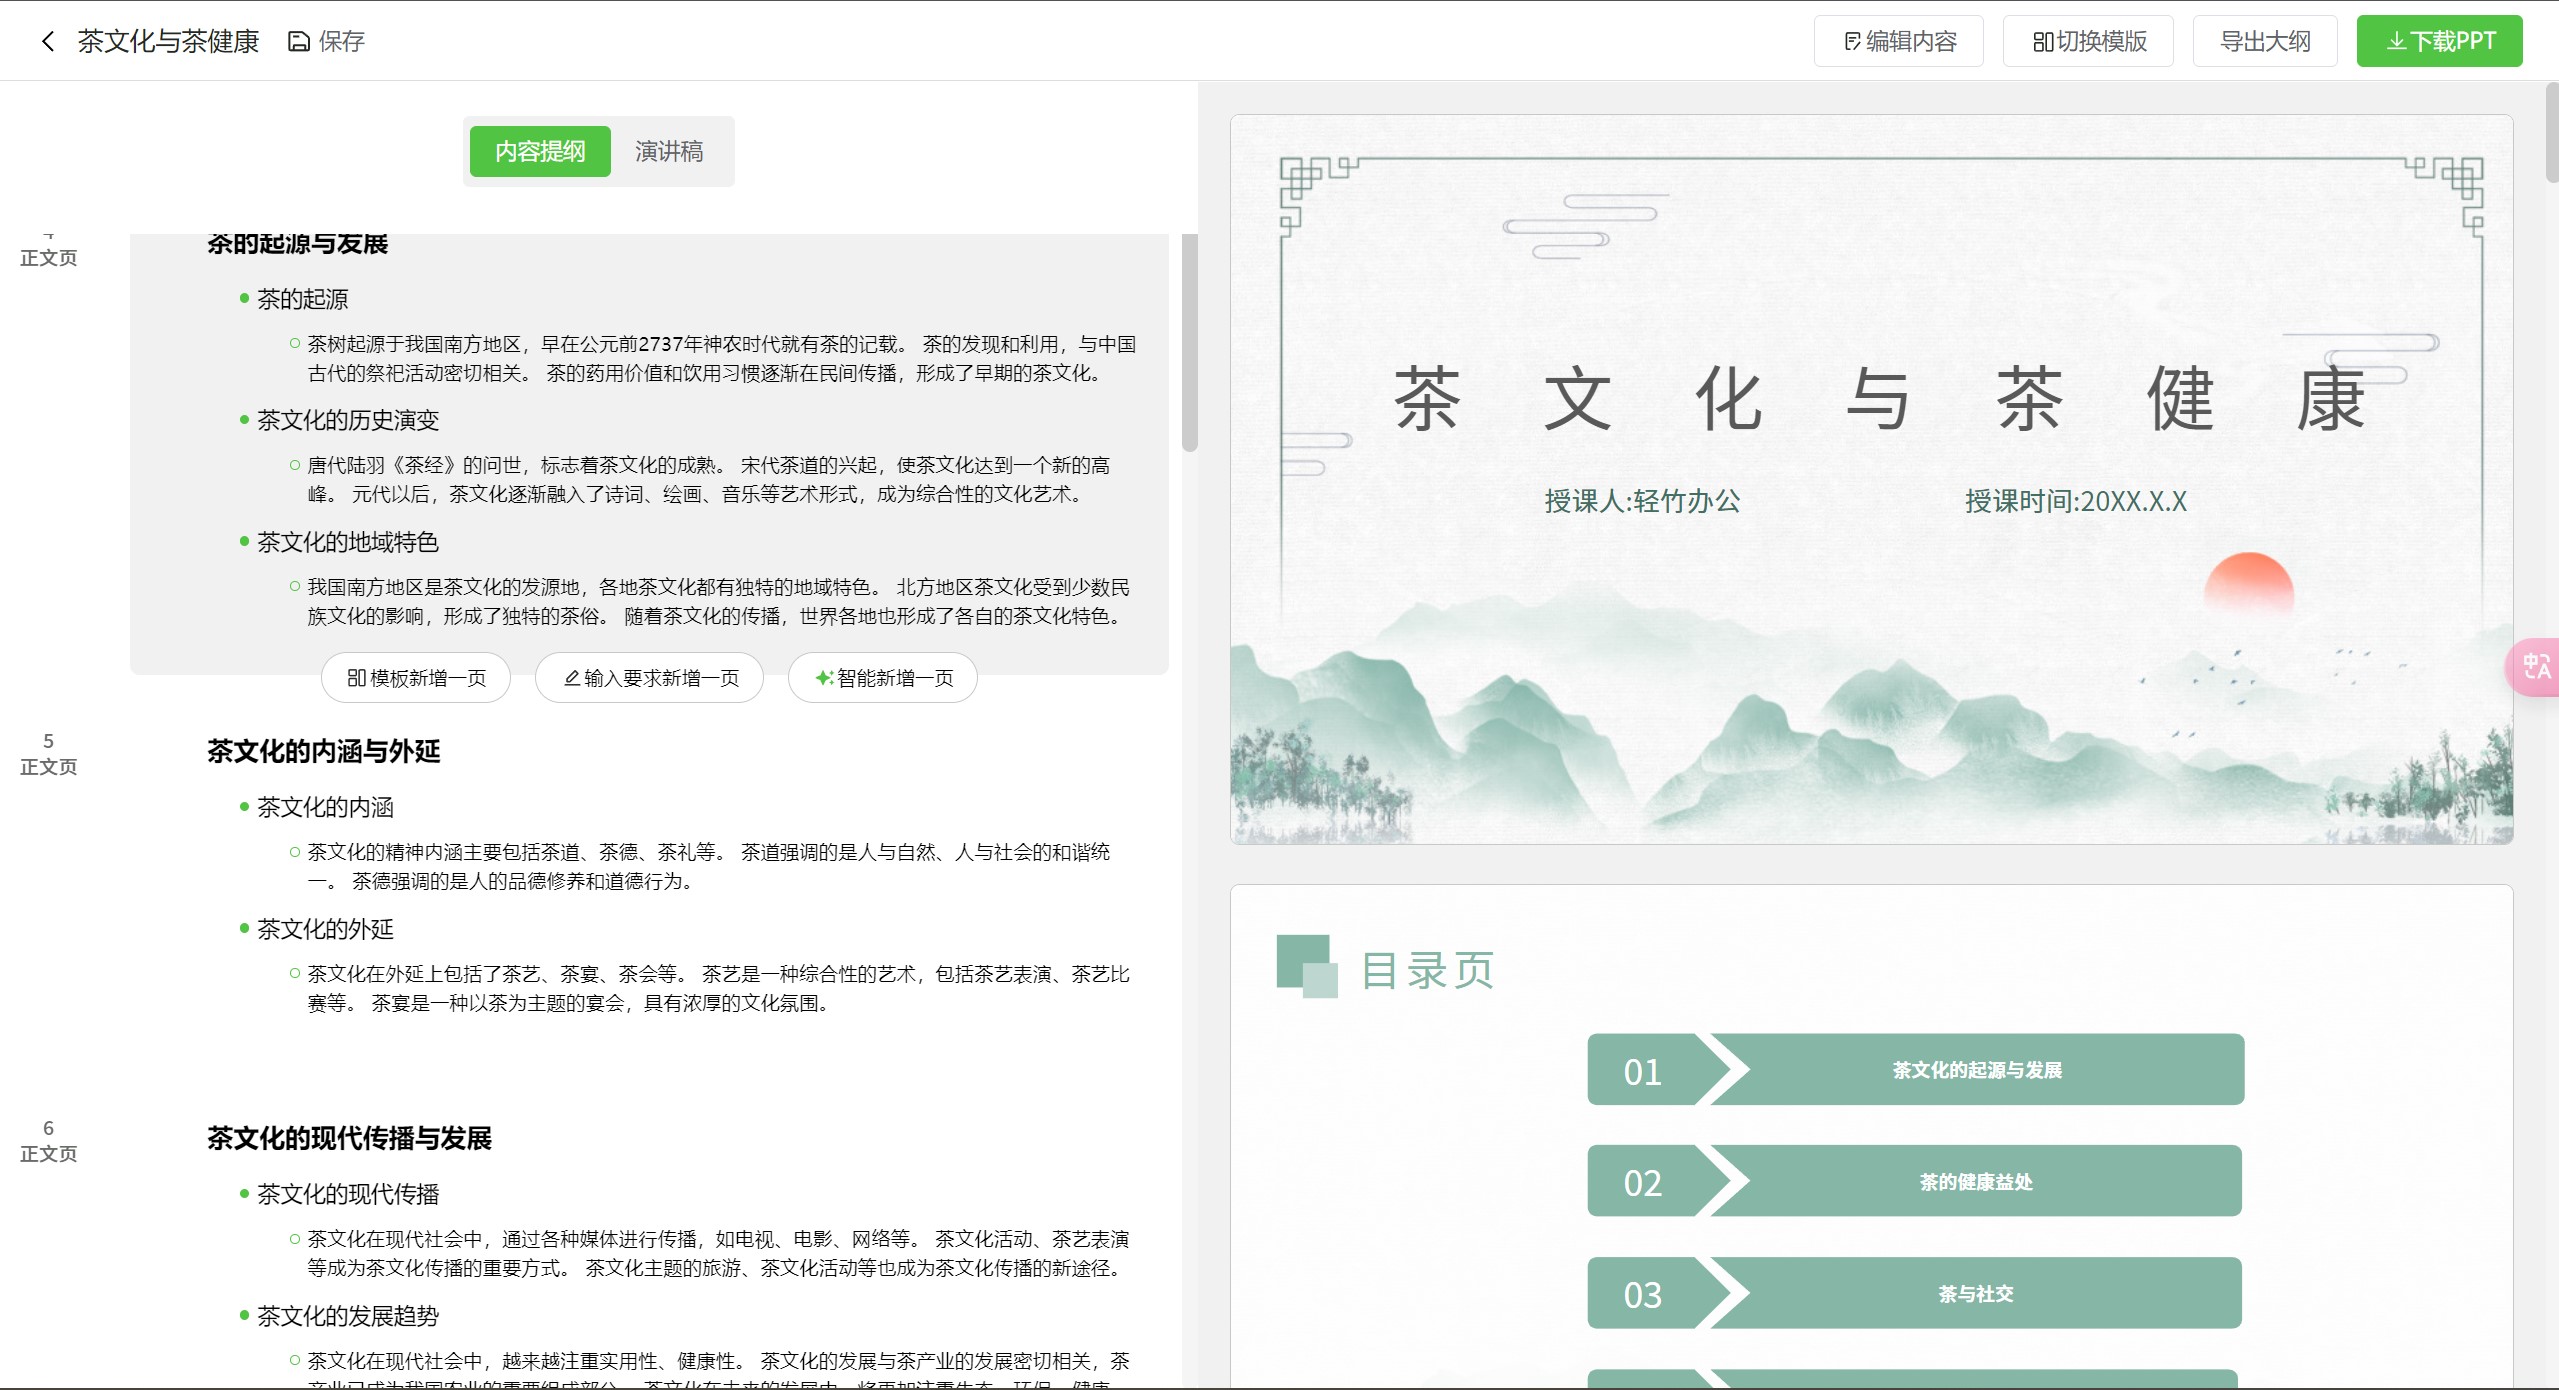 茶文化与茶健康 保存 编辑内容 切换模版 导出大纲 下载PPT
内容提纲 演讲稿
4
正文页
茶的起源与发展
茶的起源
茶树起源于我国南方地区，早在公元前2737年神农时代就有茶的记载。 茶的发现和利用，与中国
古代的祭祀活动密切相关。 茶的药用价值和饮用习惯逐渐在民间传播，形成了早期的茶文化。
茶文化的历史演变
唐代陆羽《茶经》的问世，标志着茶文化的成熟。 宋代茶道的兴起，使茶文化达到一个新的高
峰。 元代以后，茶文化逐渐融入了诗词、绘画、音乐等艺术形式，成为综合性的文化艺术。
茶文化的地域特色
我国南方地区是茶文化的发源地，各地茶文化都有独特的地域特色。 北方地区茶文化受到少数民
族文化的影响，形成了独特的茶俗。 随着茶文化的传播，世界各地也形成了各自的茶文化特色。
模板新增一页 输入要求新增一页 智能新增一页
5
正文页
茶文化的内涵与外延
茶文化的内涵
茶文化的精神内涵主要包括茶道、茶德、茶礼等。 茶道强调的是人与自然、人与社会的和谐统
一。 茶德强调的是人的品德修养和道德行为。
茶文化的外延
茶文化在外延上包括了茶艺、茶宴、茶会等。 茶艺是一种综合性的艺术，包括茶艺表演、茶艺比
赛等。 茶宴是一种以茶为主题的宴会，具有浓厚的文化氛围。
6
正文页
茶文化的现代传播与发展
茶文化的现代传播
茶文化在现代社会中，通过各种媒体进行传播，如电视、电影、网络等。 茶文化活动、茶艺表演
等成为茶文化传播的重要方式。 茶文化主题的旅游、茶文化活动等也成为茶文化传播的新途径。
茶文化的发展趋势
茶文化在现代社会中，越来越注重实用性、健康性。 茶文化的发展与茶产业的发展密切相关，茶
茶文化与茶健康
授课人:轻竹办公 授课时间:20XX.X.X
中A
目录页
01 茶文化的起源与发展
02 茶的健康益处
03 茶与社交